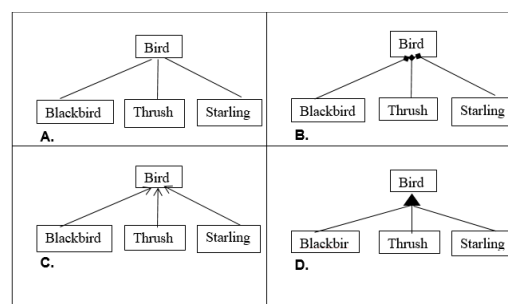 Bird
Blackbird Thrush Starling
A.
Bird
Blackbird Thrush Starling
B.
Bird
Blackbird Thrush Starling
C.
Bird
Blackbir Thrush Starling
D.